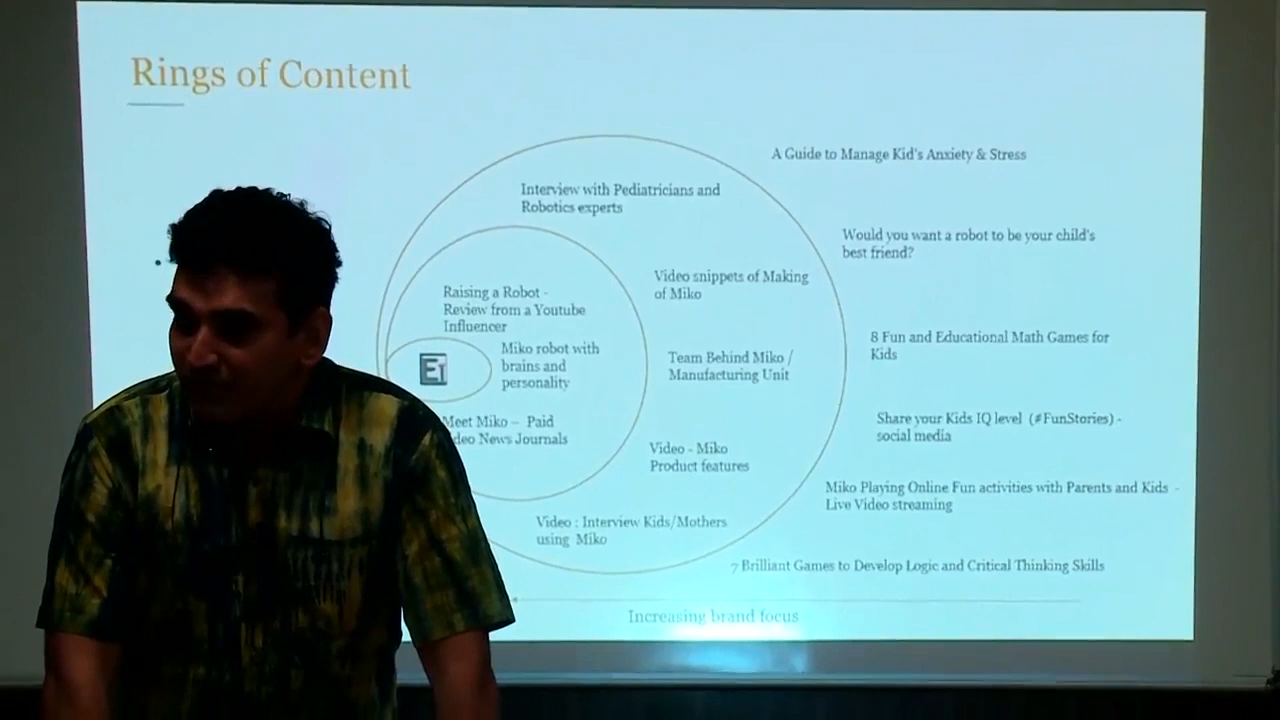 Rings of Content
A Guide to Manage Kid's Anxiety & Stress
Interview with Pediatricians and
Robotics experts
Would you want a robot to be your child's
best friend?
Video snippets of Making
of Miko
Raising a Robot -
Review from a Youtube
Influencer
8 Fun and Educational Math Games for
Kids
Miko robot with
brains and
personality
EI
Team Behind Miko /
Manufacturing Unit
Meet Miko – Paid
News Journals
Share your Kids IQ level (#FunStories) -
social media
Video - Miko
Product features
Miko Playing Online Fun activities with Parents and Kids -
Live Video streaming
Video : Interview Kids/Mothers
using Miko
7 Brilliant Games to Develop Logic and Critical Thinking Skills
Increasing brand focus